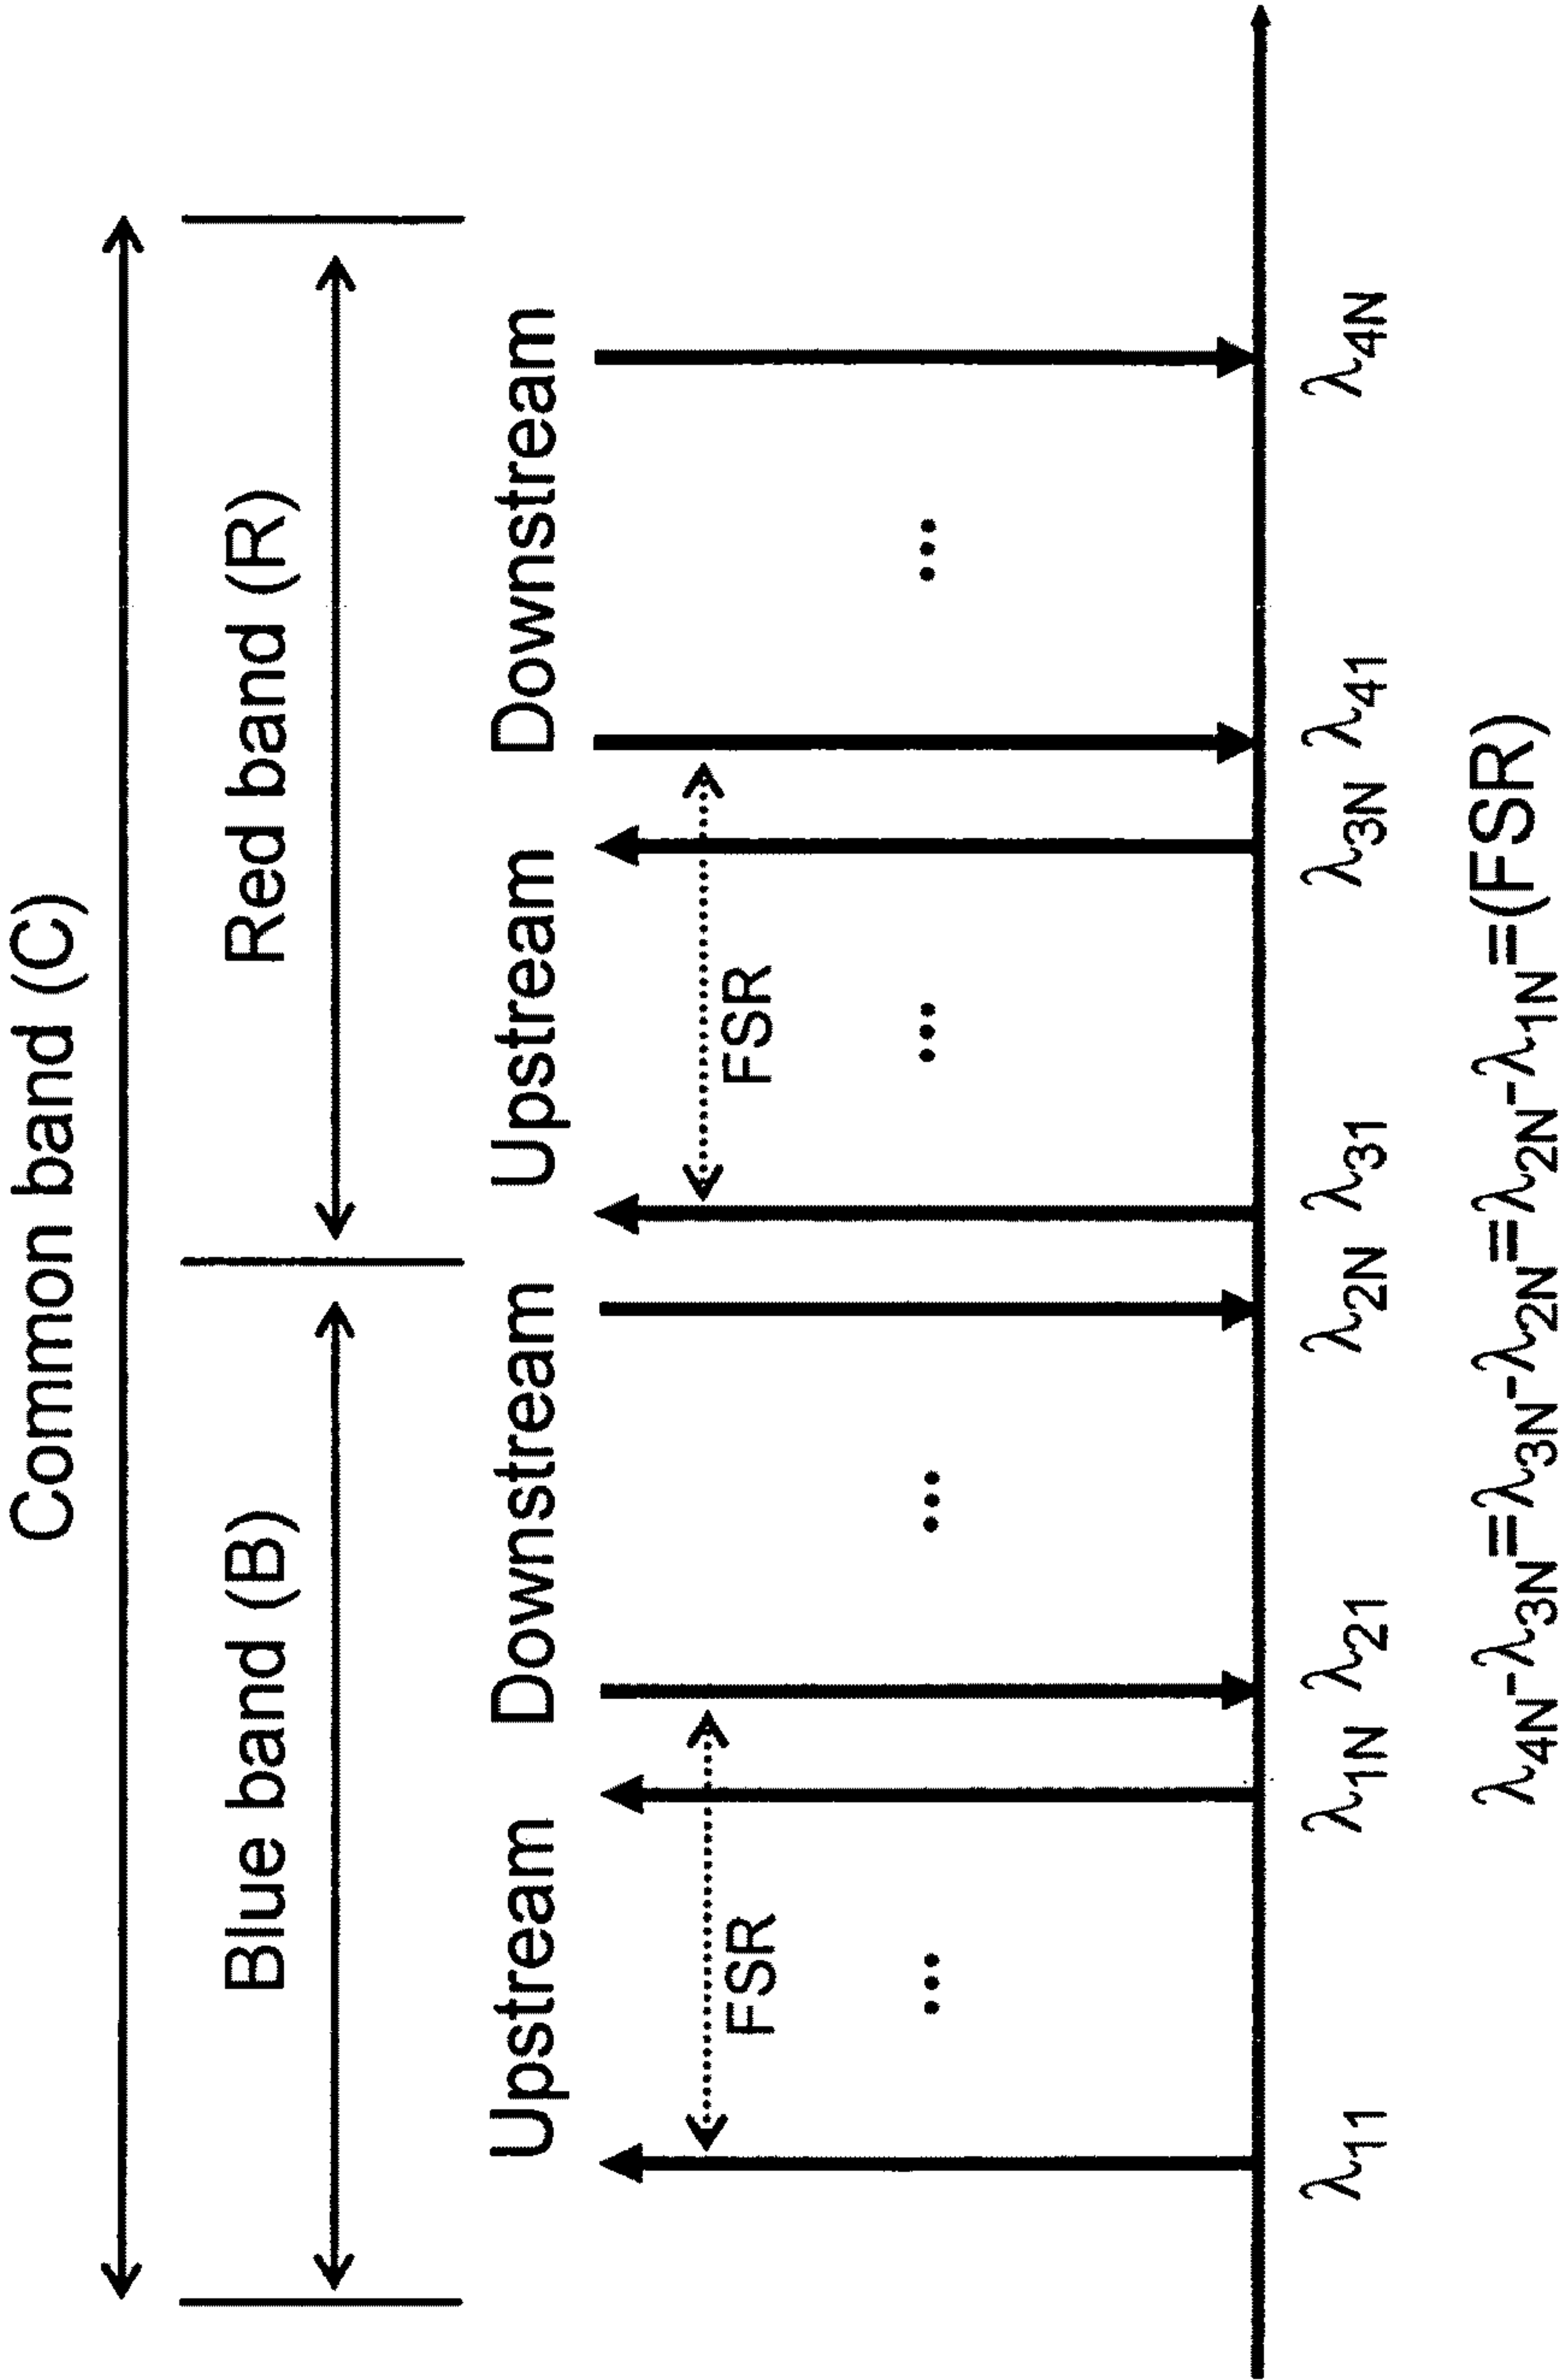 Common band (C)
Blue band (B) Red band (R)
Upstream Downstream Upstream Downstream
FSR FSR
... ... ... ...
λ11 λ1N λ21 λ2N λ31 λ3N λ41 λ4N
λ4N-λ3N=λ3N-λ2N=λ2N-λ1N=(FSR)